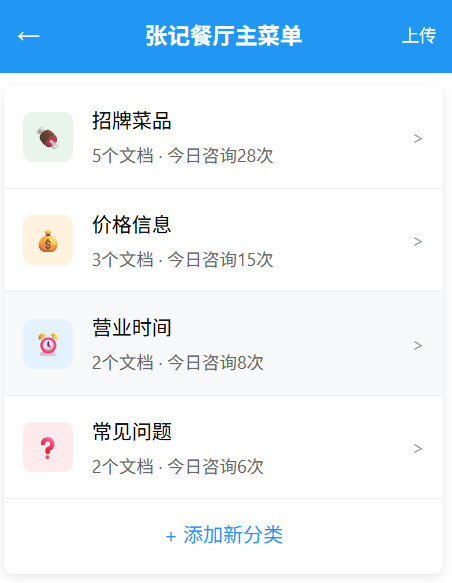 ← 张记餐厅主菜单 上传
招牌菜品
5个文档 · 今日咨询28次
>
价格信息
3个文档 · 今日咨询15次
>
营业时间
2个文档 · 今日咨询8次
>
常见问题
2个文档 · 今日咨询6次
>
+ 添加新分类